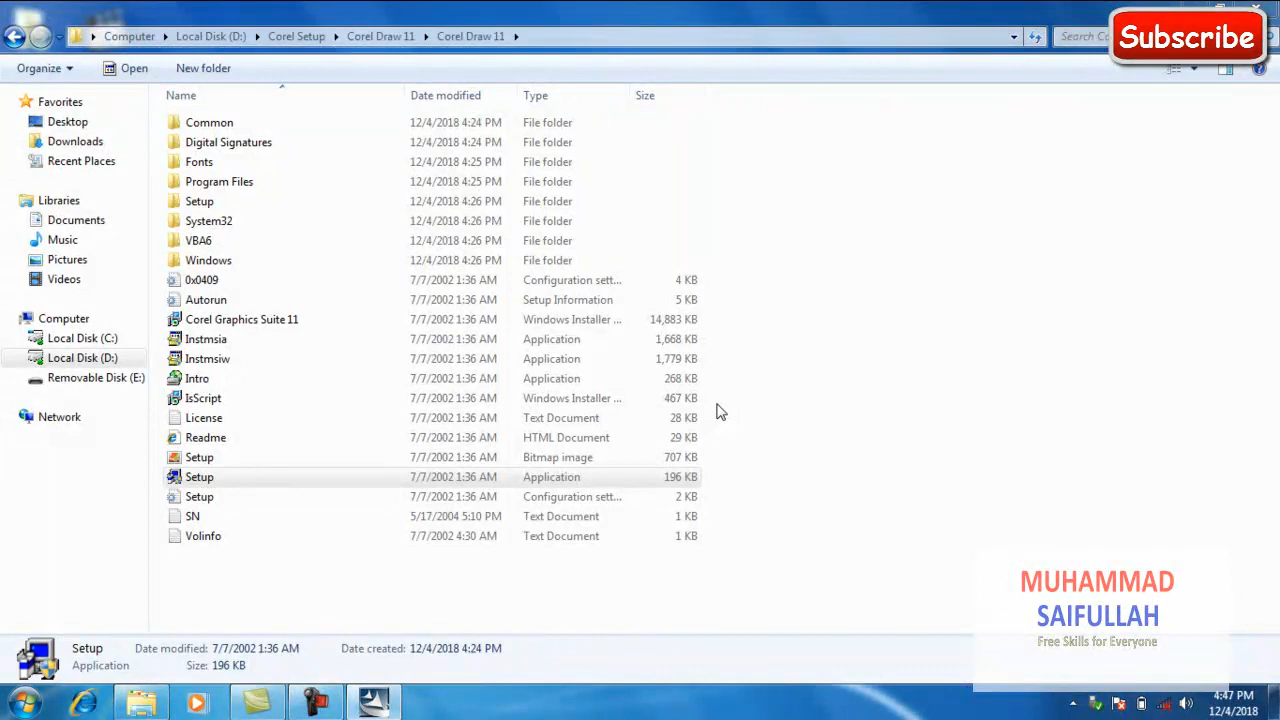 Subscribe
Computer Local Disk (D:) Corel Setup Corel Draw 11 Corel Draw 11
Search Co
Organize Open New folder
Name Date modified Type Size
Favorites
Desktop
Downloads
Recent Places
Libraries
Documents
Music
Pictures
Videos
Computer
Local Disk (C:)
Local Disk (D:)
Removable Disk (E:)
Network
Common 12/4/2018 4:24 PM File folder
Digital Signatures 12/4/2018 4:24 PM File folder
Fonts 12/4/2018 4:25 PM File folder
Program Files 12/4/2018 4:25 PM File folder
Setup 12/4/2018 4:26 PM File folder
System32 12/4/2018 4:26 PM File folder
VBA6 12/4/2018 4:26 PM File folder
Windows 12/4/2018 4:26 PM File folder
0x0409 7/7/2002 1:36 AM Configuration sett... 4 KB
Autorun 7/7/2002 1:36 AM Setup Information 5 KB
Corel Graphics Suite 11 7/7/2002 1:36 AM Windows Installer ... 14,883 KB
Instmsia 7/7/2002 1:36 AM Application 1,668 KB
Instmsiw 7/7/2002 1:36 AM Application 1,779 KB
Intro 7/7/2002 1:36 AM Application 268 KB
IsScript 7/7/2002 1:36 AM Windows Installer ... 467 KB
License 7/7/2002 1:36 AM Text Document 28 KB
Readme 7/7/2002 1:36 AM HTML Document 29 KB
Setup 7/7/2002 1:36 AM Bitmap image 707 KB
Setup 7/7/2002 1:36 AM Application 196 KB
Setup 7/7/2002 1:36 AM Configuration sett... 2 KB
SN 5/17/2004 5:10 PM Text Document 1 KB
Volinfo 7/7/2002 4:30 AM Text Document 1 KB
MUHAMMAD
SAIFULLAH
Free Skills for Everyone
Setup Date modified: 7/7/2002 1:36 AM Date created: 12/4/2018 4:24 PM
Application Size: 196 KB
4:47 PM
12/4/2018